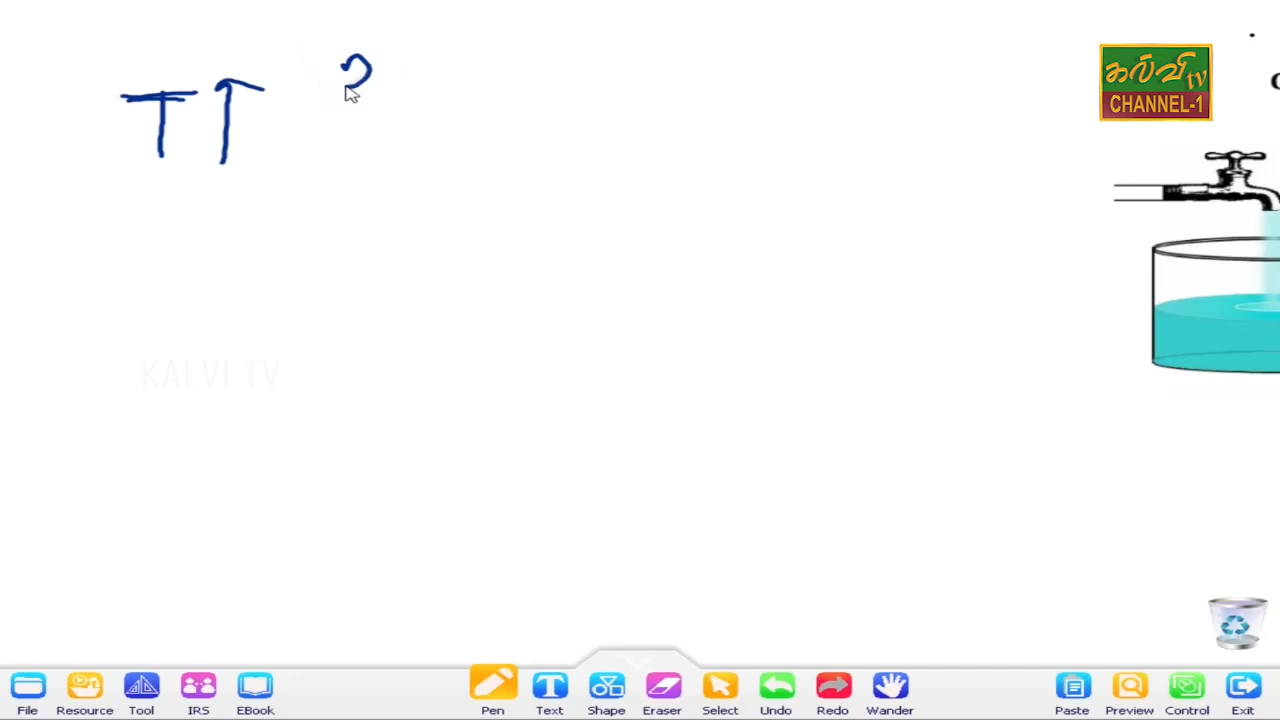 T↑
கல்வி tv
CHANNEL-1
KALVI TV
File Resource Tool IRS EBook Pen Text Shape Eraser Select Undo Redo Wander Paste Preview Control Exit